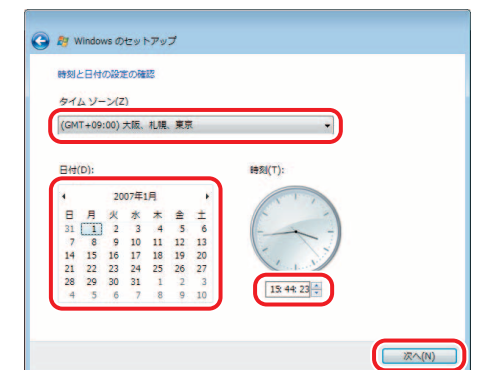 Windows のセットアップ
時刻と日付の設定の確認
タイム ゾーン(Z)
(GMT+09:00) 大阪、札幌、東京
日付(D):
時刻(T):
2007年1月
日 月 火 水 木 金 土
31 1 2 3 4 5 6
7 8 9 10 11 12 13
14 15 16 17 18 19 20
21 22 23 24 25 26 27
28 29 30 31 1 2 3
4 5 6 7 8 9 10
15:44:23
次へ(N)